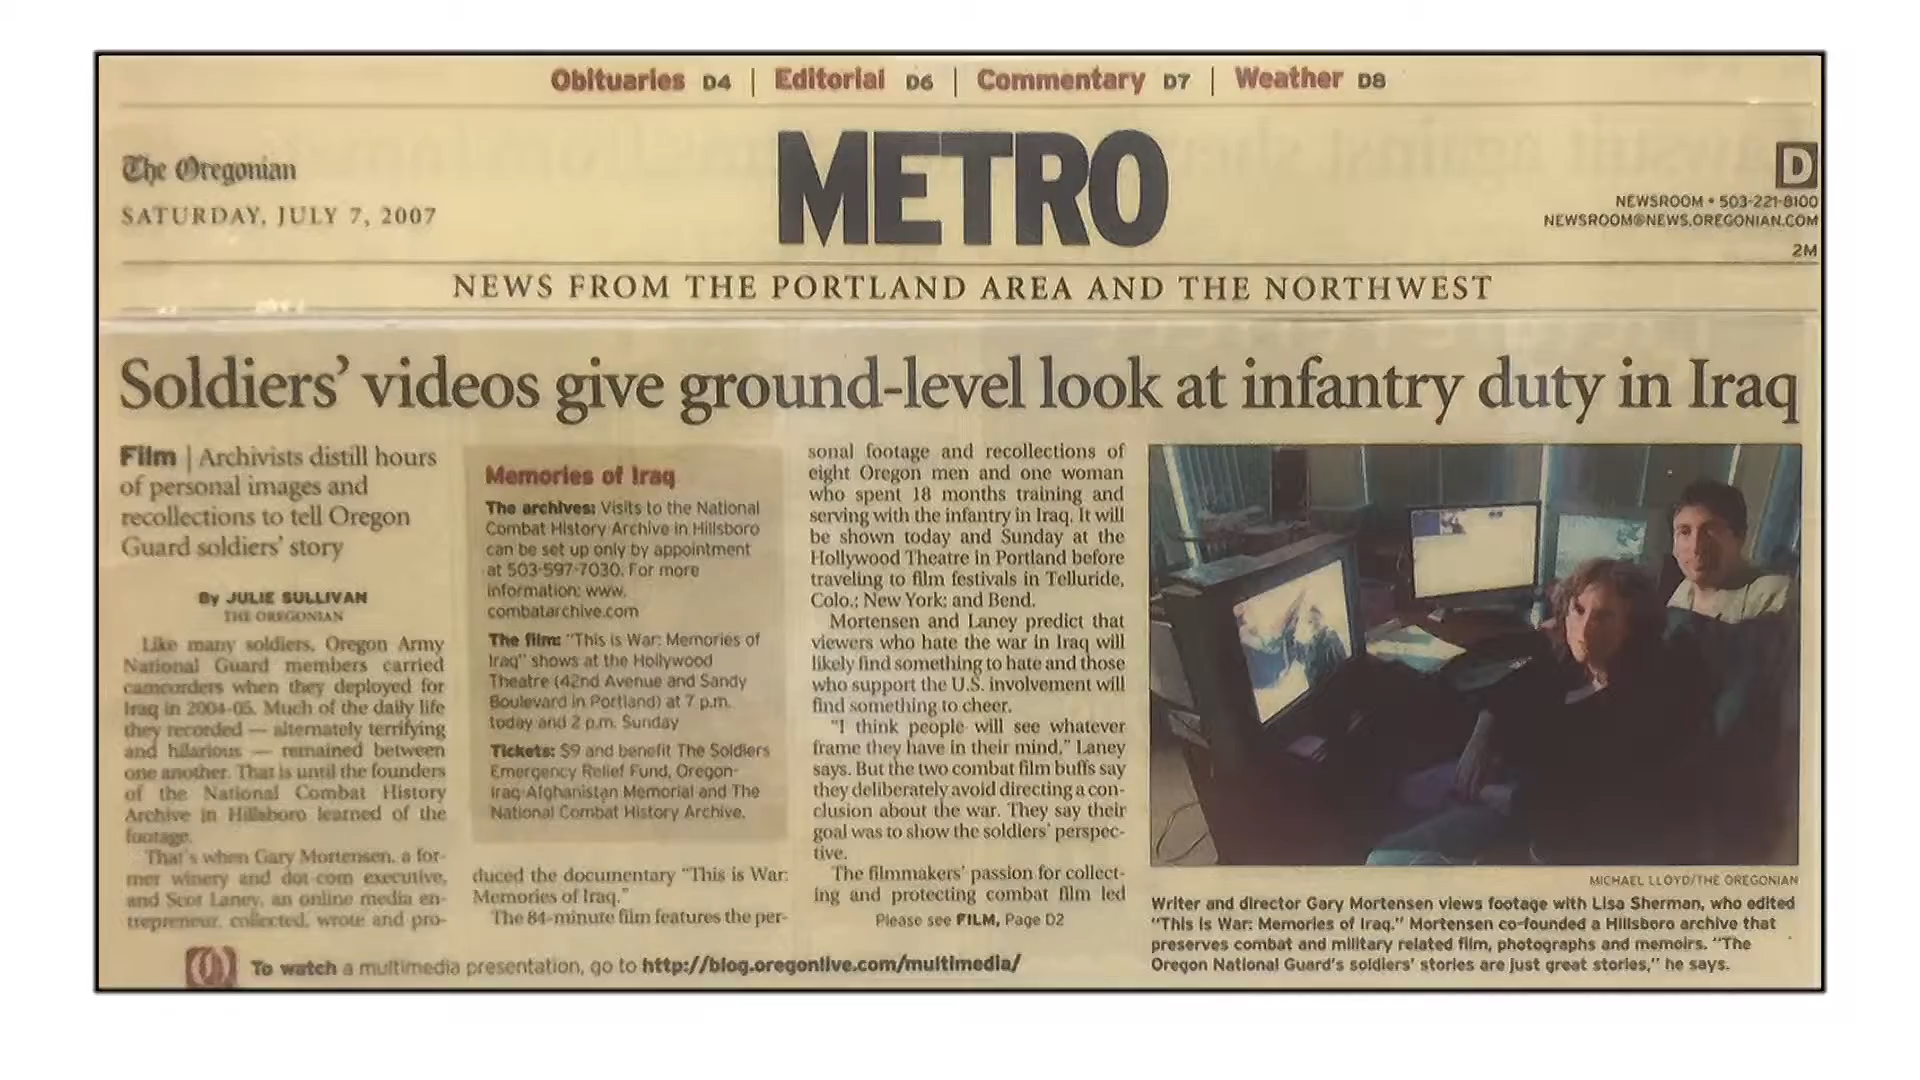 Obituaries D4 | Editorial D6 | Commentary D7 | Weather D8
The Oregonian
SATURDAY, JULY 7, 2007
METRO
D
NEWSROOM • 503-221-8100
NEWSROOM@NEWS.OREGONIAN.COM
2M
NEWS FROM THE PORTLAND AREA AND THE NORTHWEST
Soldiers' videos give ground-level look at infantry duty in Iraq
Film | Archivists distill hours
of personal images and
recollections to tell Oregon
Guard soldiers' story
By JULIE SULLIVAN
THE OREGONIAN
Like many soldiers, Oregon Army
National Guard members carried
camcorders when they deployed for
Iraq in 2004-05. Much of the daily life
they recorded — alternately terrifying
and hilarious — remained between
one another. That is until the founders
of the National Combat History
Archive in Hillsboro learned of the
footage.
That's when Gary Mortensen, a for-
mer winery and dot-com executive,
and Scot Laney, an online media en-
trepreneur, collected, wrote and pro-
Memories of Iraq
The archives: Visits to the National
Combat History Archive in Hillsboro
can be set up only by appointment
at 503-597-7030. For more
information: www.
combatarchive.com
The film: "This is War: Memories of
Iraq" shows at the Hollywood
Theatre (42nd Avenue and Sandy
Boulevard in Portland) at 7 p.m.
today and 2 p.m. Sunday
Tickets: $9 and benefit The Soldiers
Emergency Relief Fund, Oregon-
Iraq-Afghanistan Memorial and The
National Combat History Archive.
duced the documentary "This is War:
Memories of Iraq."
The 84-minute film features the per-
sonal footage and recollections of
eight Oregon men and one woman
who spent 18 months training and
serving with the infantry in Iraq. It will
be shown today and Sunday at the
Hollywood Theatre in Portland before
traveling to film festivals in Telluride,
Colo.; New York; and Bend.
Mortensen and Laney predict that
viewers who hate the war in Iraq will
likely find something to hate and those
who support the U.S. involvement will
find something to cheer.
"I think people will see whatever
frame they have in their mind," Laney
says. But the two combat film buffs say
they deliberately avoid directing a con-
clusion about the war. They say their
goal was to show the soldiers' perspec-
tive.
The filmmakers' passion for collect-
ing and protecting combat film led
Please see FILM, Page D2
MICHAEL LLOYD/THE OREGONIAN
Writer and director Gary Mortensen views footage with Lisa Sherman, who edited
"This is War: Memories of Iraq." Mortensen co-founded a Hillsboro archive that
preserves combat and military related film, photographs and memoirs. "The
Oregon National Guard's soldiers' stories are just great stories," he says.
To watch a multimedia presentation, go to http://blog.oregonlive.com/multimedia/